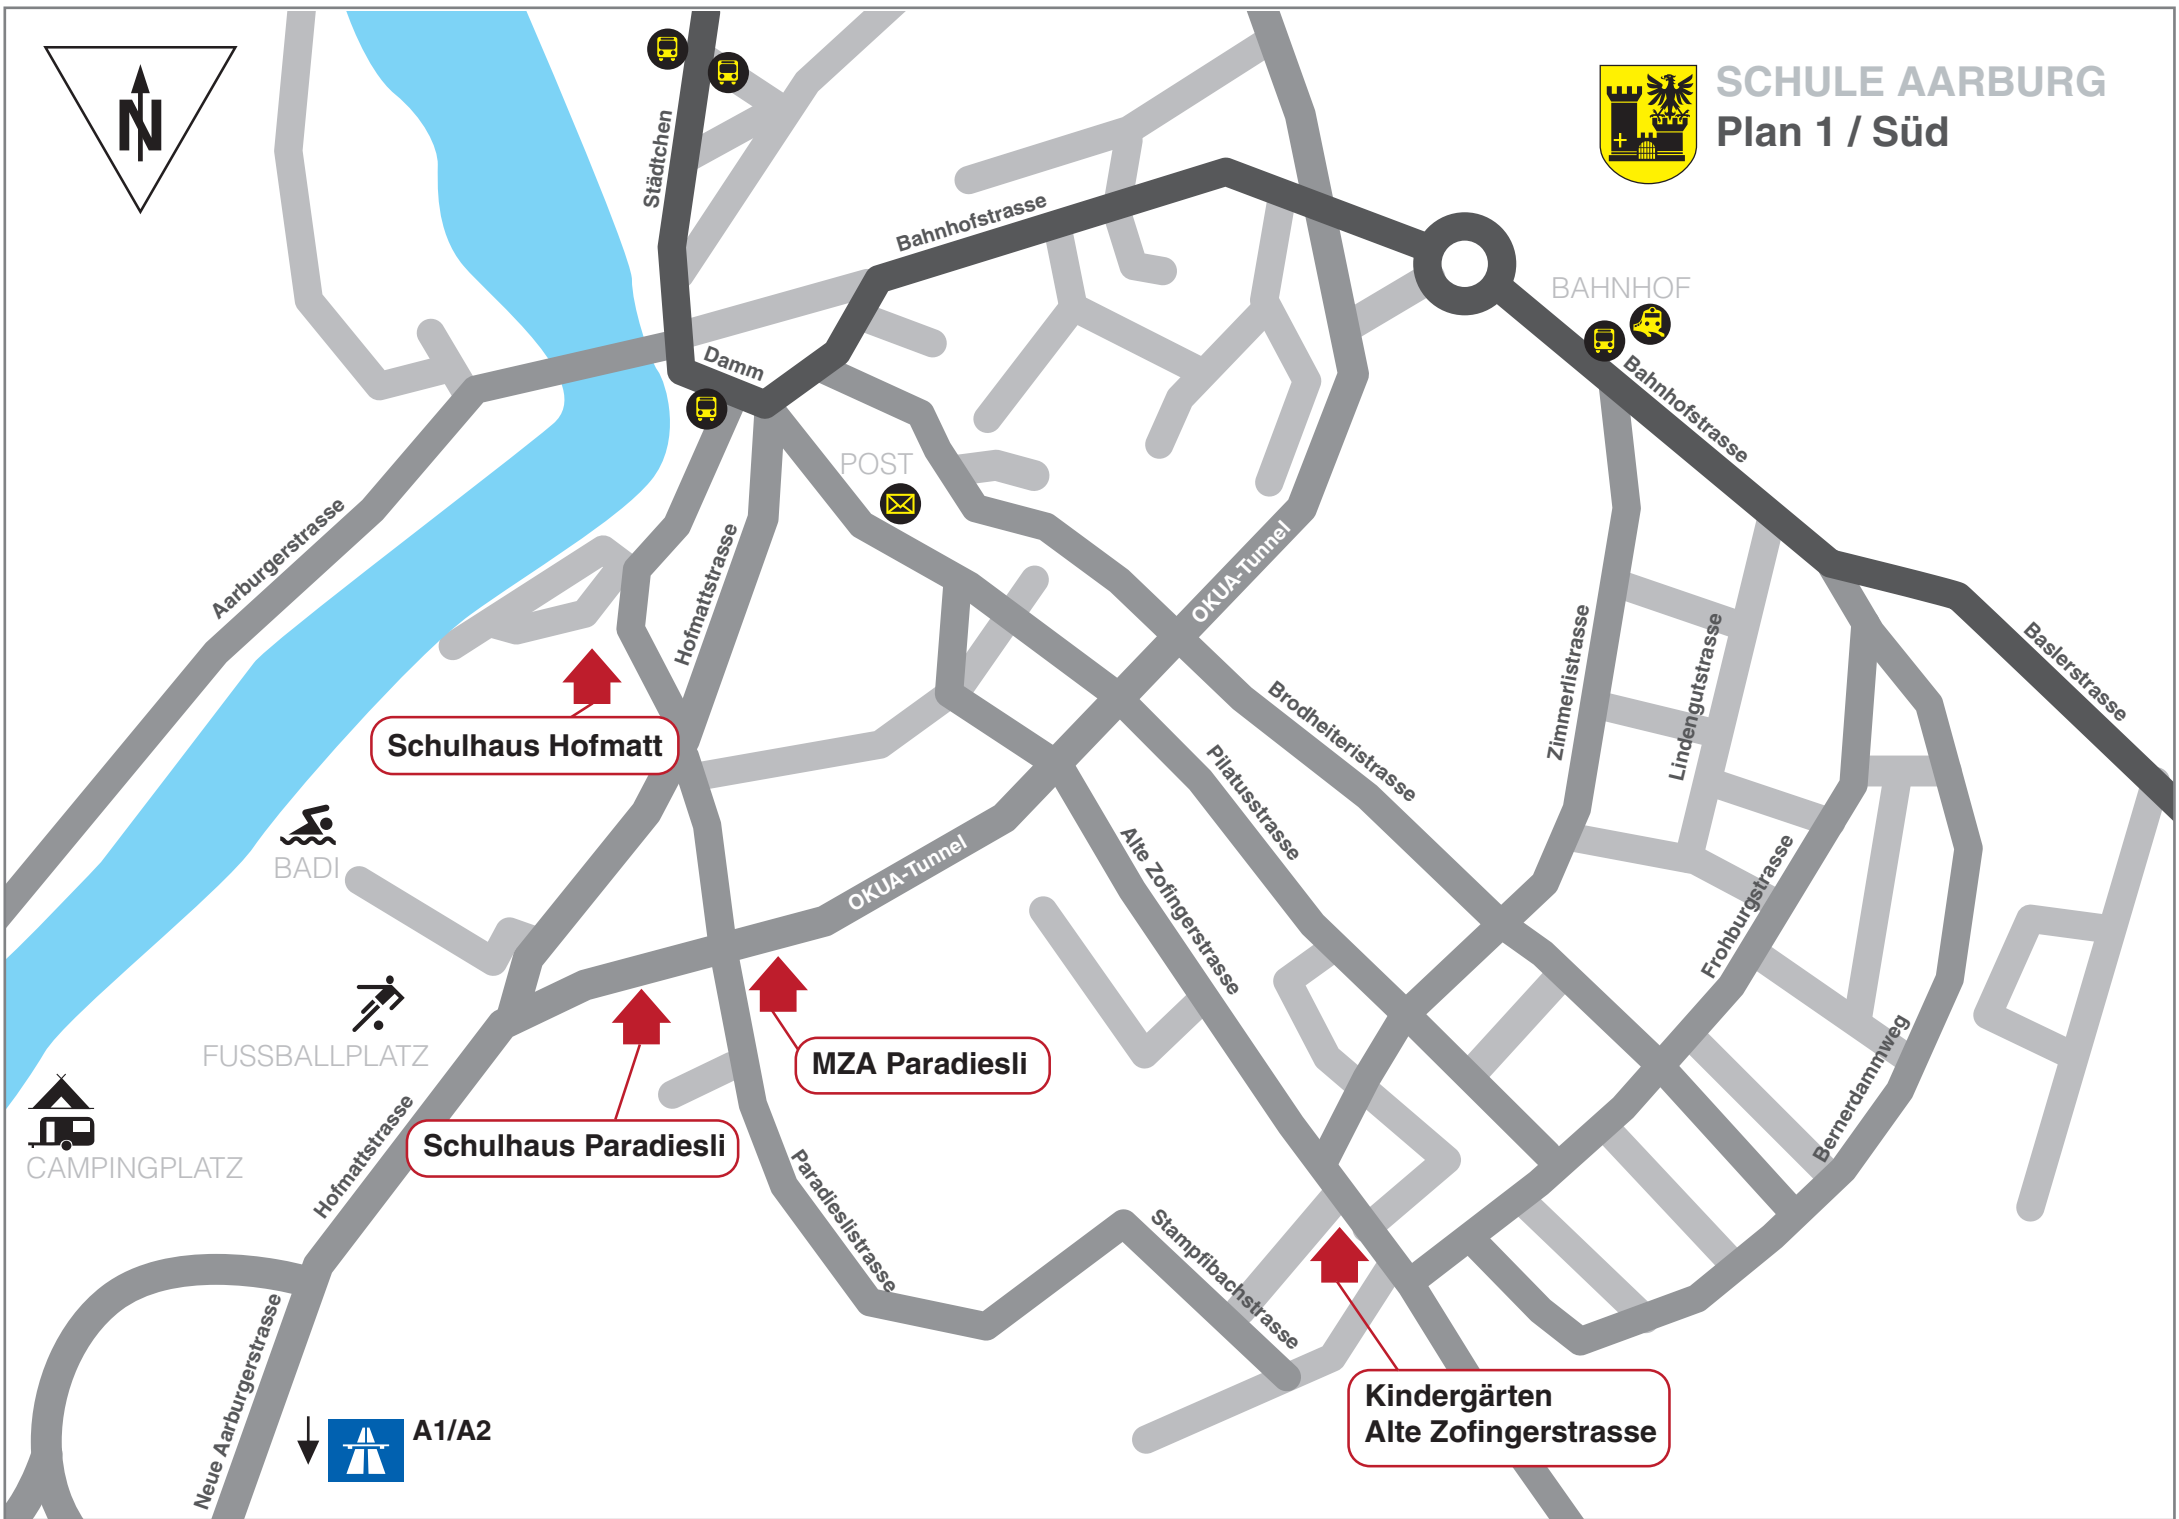 N
SCHULE AARBURG
Plan 1 / Süd
Städtchen
Bahnhofstrasse
BAHNHOF
Damm
Bahnhofstrasse
POST
Aarburgerstrasse
Hofmattstrasse
OKUA-Tunnel
Zimmerlistrasse
Lindengutstrasse
Baslerstrasse
Schulhaus Hofmatt
Brodheiteristrasse
Pilatusstrasse
BADI
OKUA-Tunnel
Alte Zofingerstrasse
Frohburgstrasse
FUSSBALLPLATZ
MZA Paradiesli
Bernerdammweg
Schulhaus Paradiesli
CAMPINGPLATZ
Hofmattstrasse
Paradieslistrasse
Stampfibachstrasse
Neue Aarburgerstrasse
Kindergärten
Alte Zofingerstrasse
A1/A2